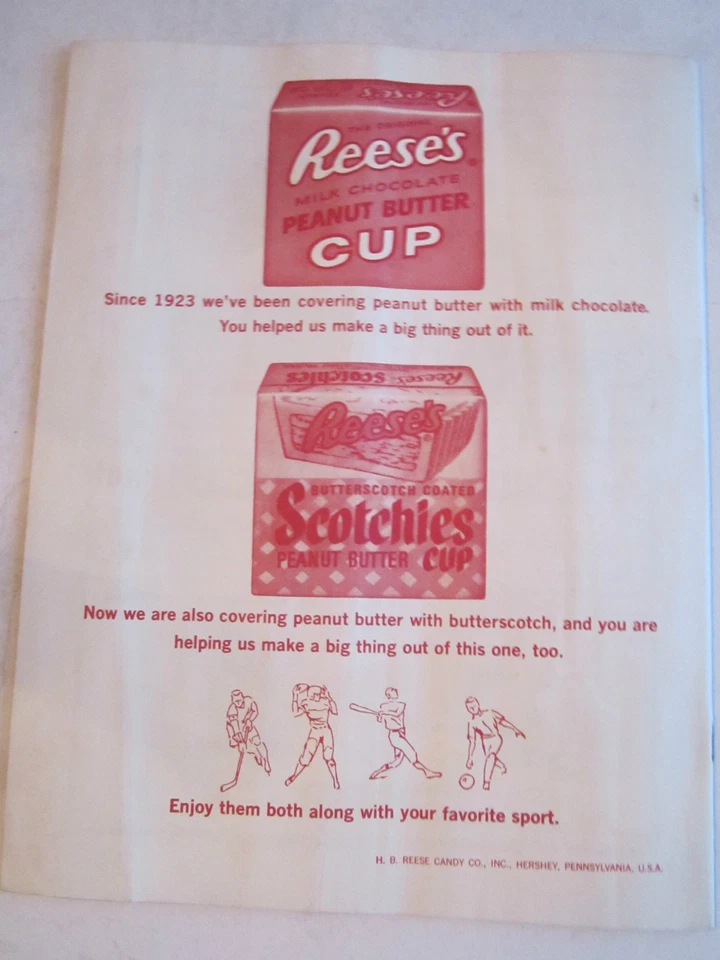 Reese's
THE ORIGINAL
Reese's
MILK CHOCOLATE
PEANUT BUTTER
CUP
Since 1923 we've been covering peanut butter with milk chocolate.
You helped us make a big thing out of it.
Reese's Scotchies
Reese's
BUTTERSCOTCH COATED
Scotchies
PEANUT BUTTER CUP
Now we are also covering peanut butter with butterscotch, and you are
helping us make a big thing out of this one, too.
Enjoy them both along with your favorite sport.
H. B. REESE CANDY CO., INC., HERSHEY, PENNSYLVANIA, U.S.A.